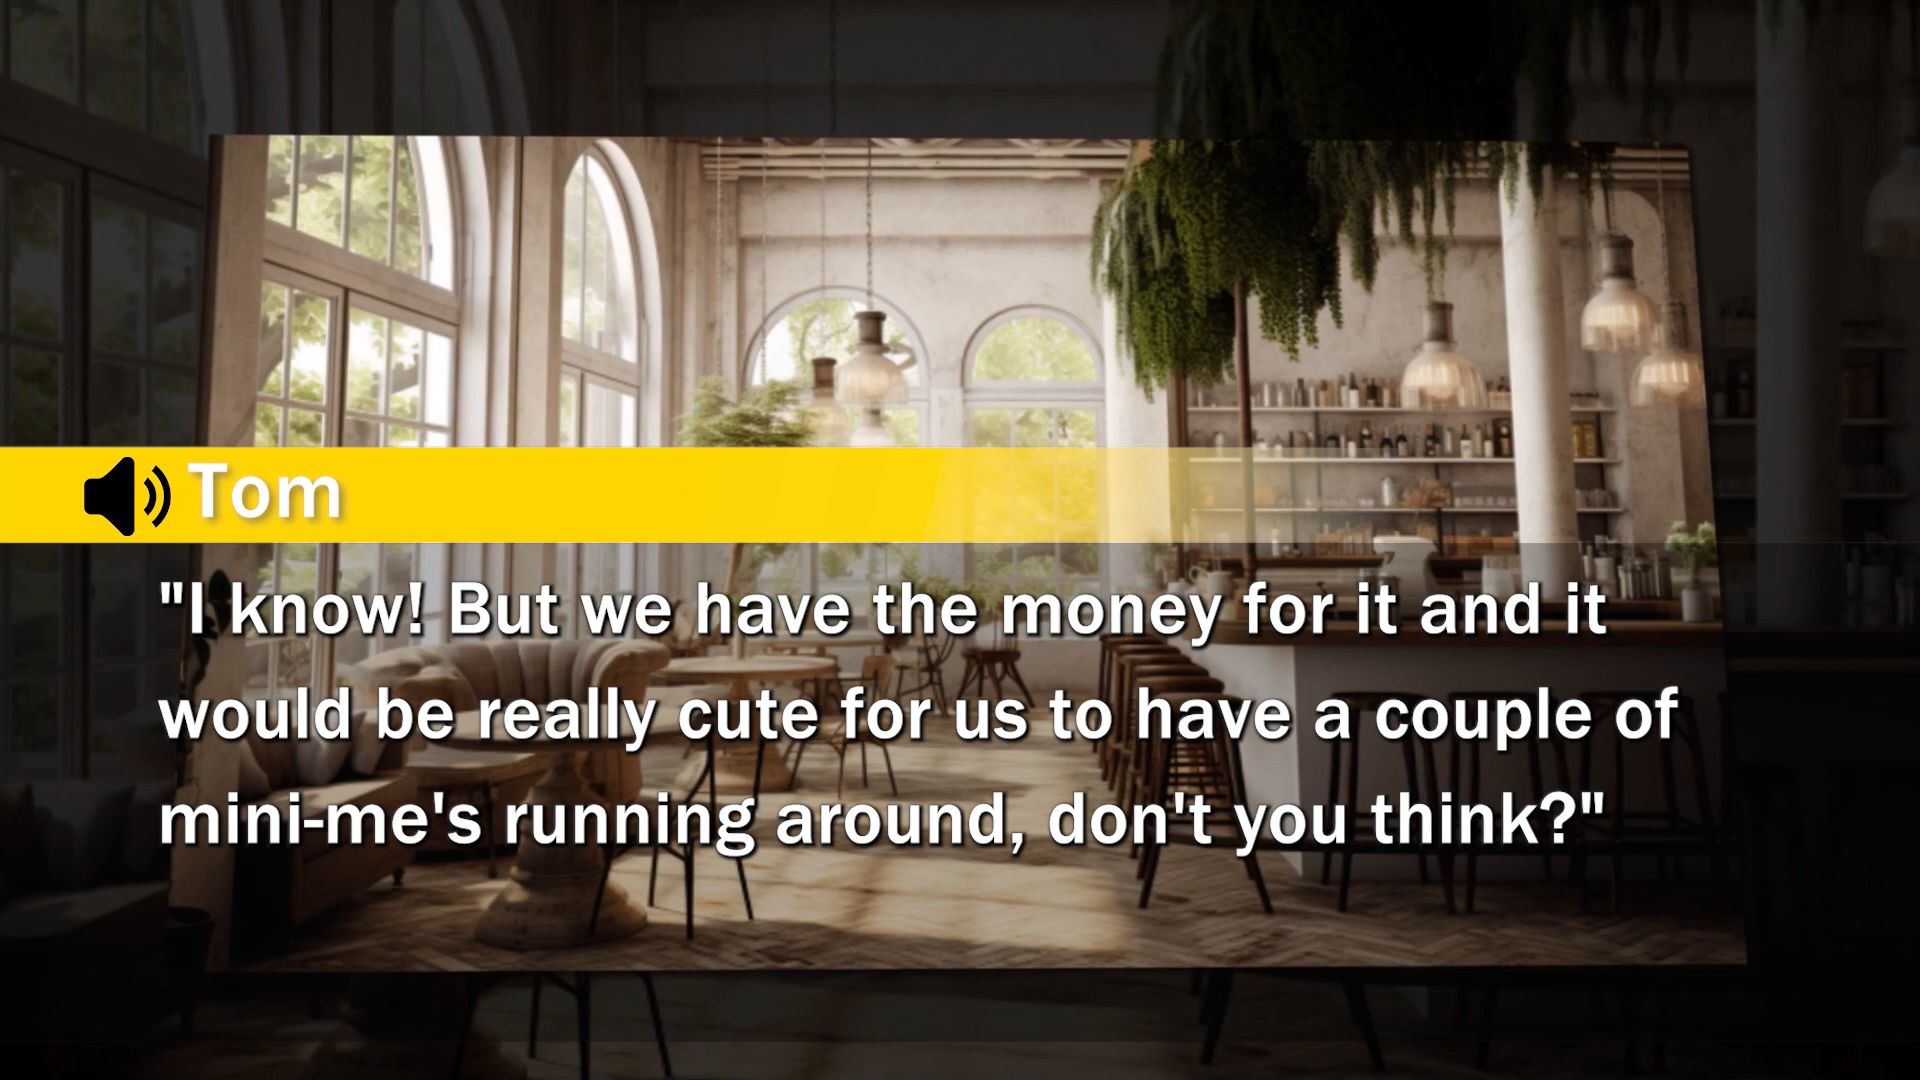 Tom
"I know! But we have the money for it and it
would be really cute for us to have a couple of
mini-me's running around, don't you think?"